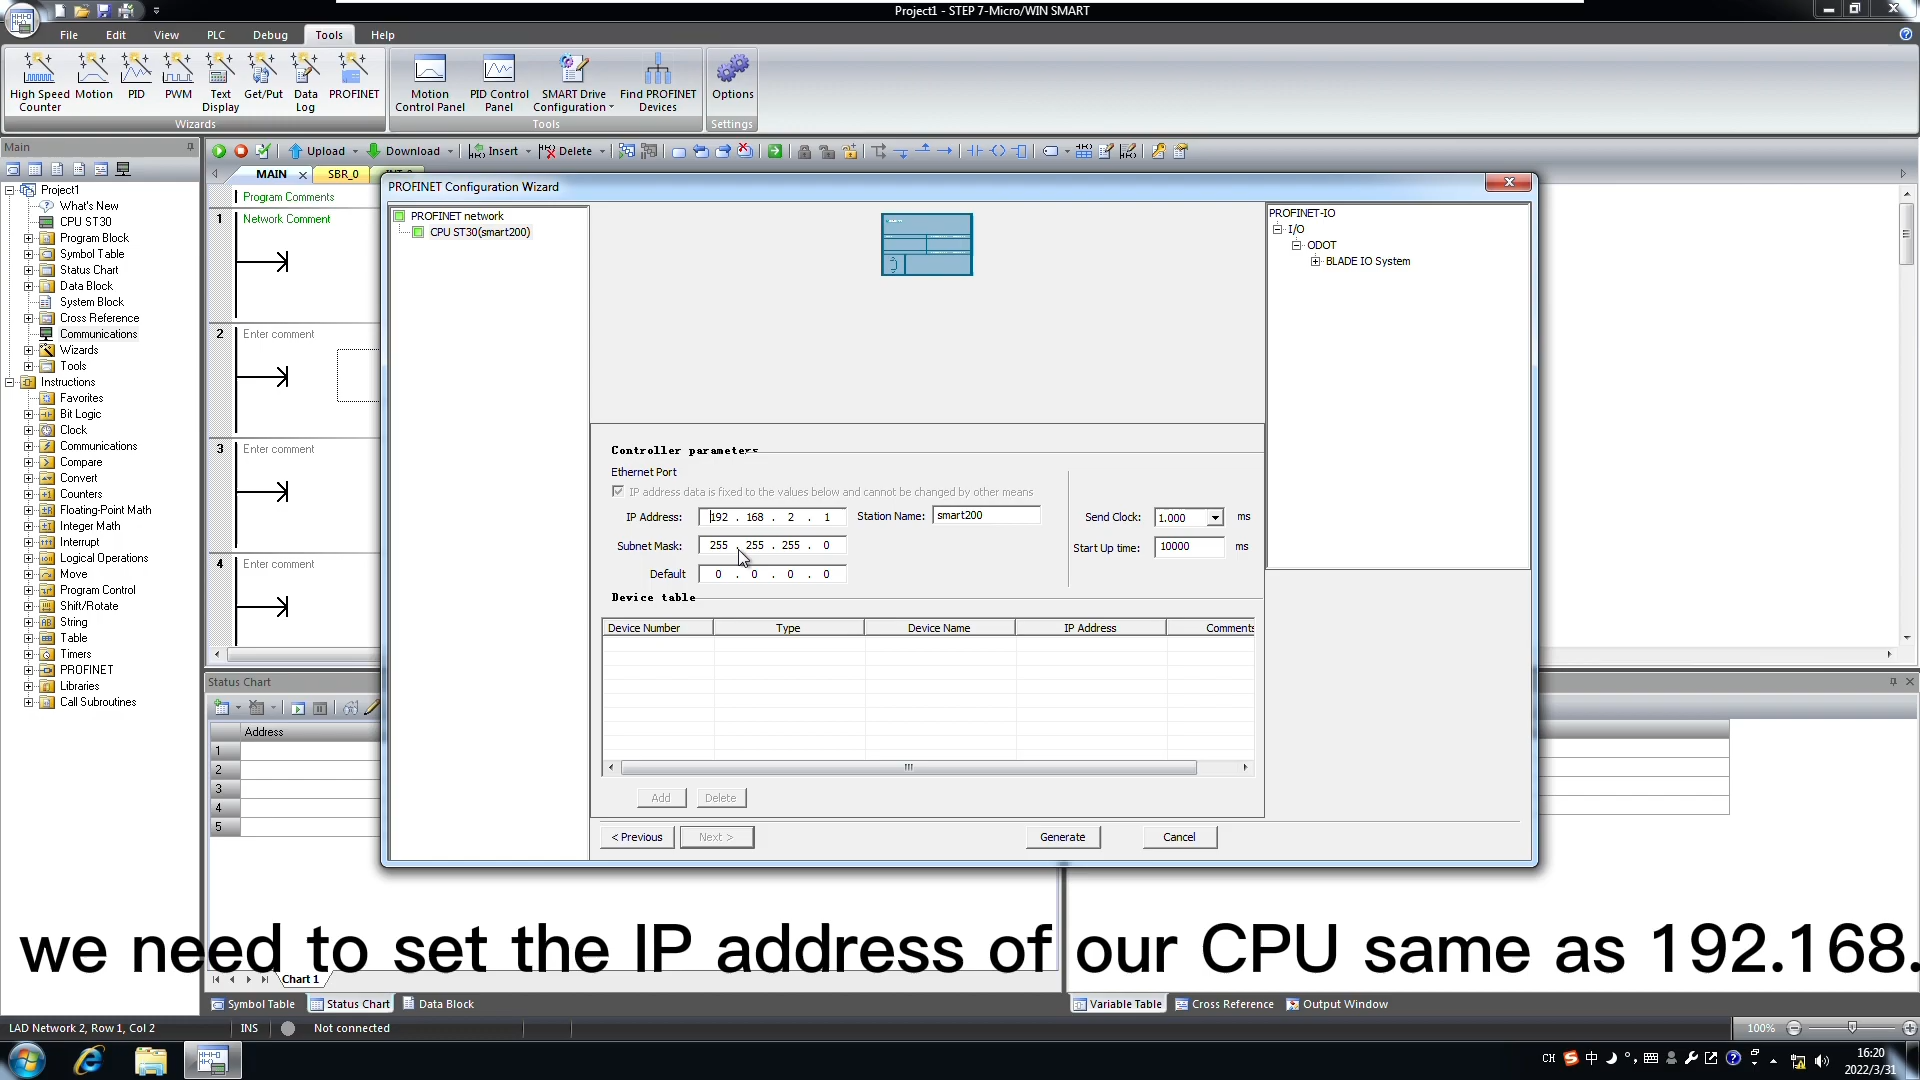 Project1 - STEP 7-Micro/WIN SMART
File Edit View PLC Debug Tools Help
High Speed Counter
Motion
PID
PWM
Text Display
Get/Put
Data Log
PROFINET
Motion Control Panel
PID Control Panel
SMART Drive Configuration
Find PROFINET Devices
Options
Wizards
Tools
Settings
Main
Upload Download Insert Delete
Project1
What's New
CPU ST30
Program Block
Symbol Table
Status Chart
Data Block
System Block
Cross Reference
Communications
Wizards
Tools
Instructions
Favorites
Bit Logic
Clock
Communications
Compare
Convert
Counters
Floating-Point Math
Integer Math
Interrupt
Logical Operations
Move
Program Control
Shift/Rotate
String
Table
Timers
PROFINET
Libraries
Call Subroutines
MAIN
SBR_0
Program Comments
1 Network Comment
2 Enter comment
3 Enter comment
4 Enter comment
PROFINET Configuration Wizard
PROFINET network
CPU ST30(smart200)
PROFINET-IO
I/O
ODOT
BLADE IO System
Controller parameters
Ethernet Port
IP address data is fixed to the values below and cannot be changed by other means
IP Address: 192 . 168 . 2 . 1 Station Name: smart200
Send Clock: 1.000 ms
Subnet Mask: 255 . 255 . 255 . 0
Start Up time: 10000 ms
Default 0 . 0 . 0 . 0
Device table
Device Number Type Device Name IP Address Comments
Add Delete
< Previous Next > Generate Cancel
Status Chart
Address
1
2
3
4
5
we need to set the IP address of our CPU same as 192.168.
Chart 1
Symbol Table Status Chart Data Block
Variable Table Cross Reference Output Window
LAD Network 2, Row 1, Col 2 INS Not connected
100%
CH 中
16:20
2022/3/31